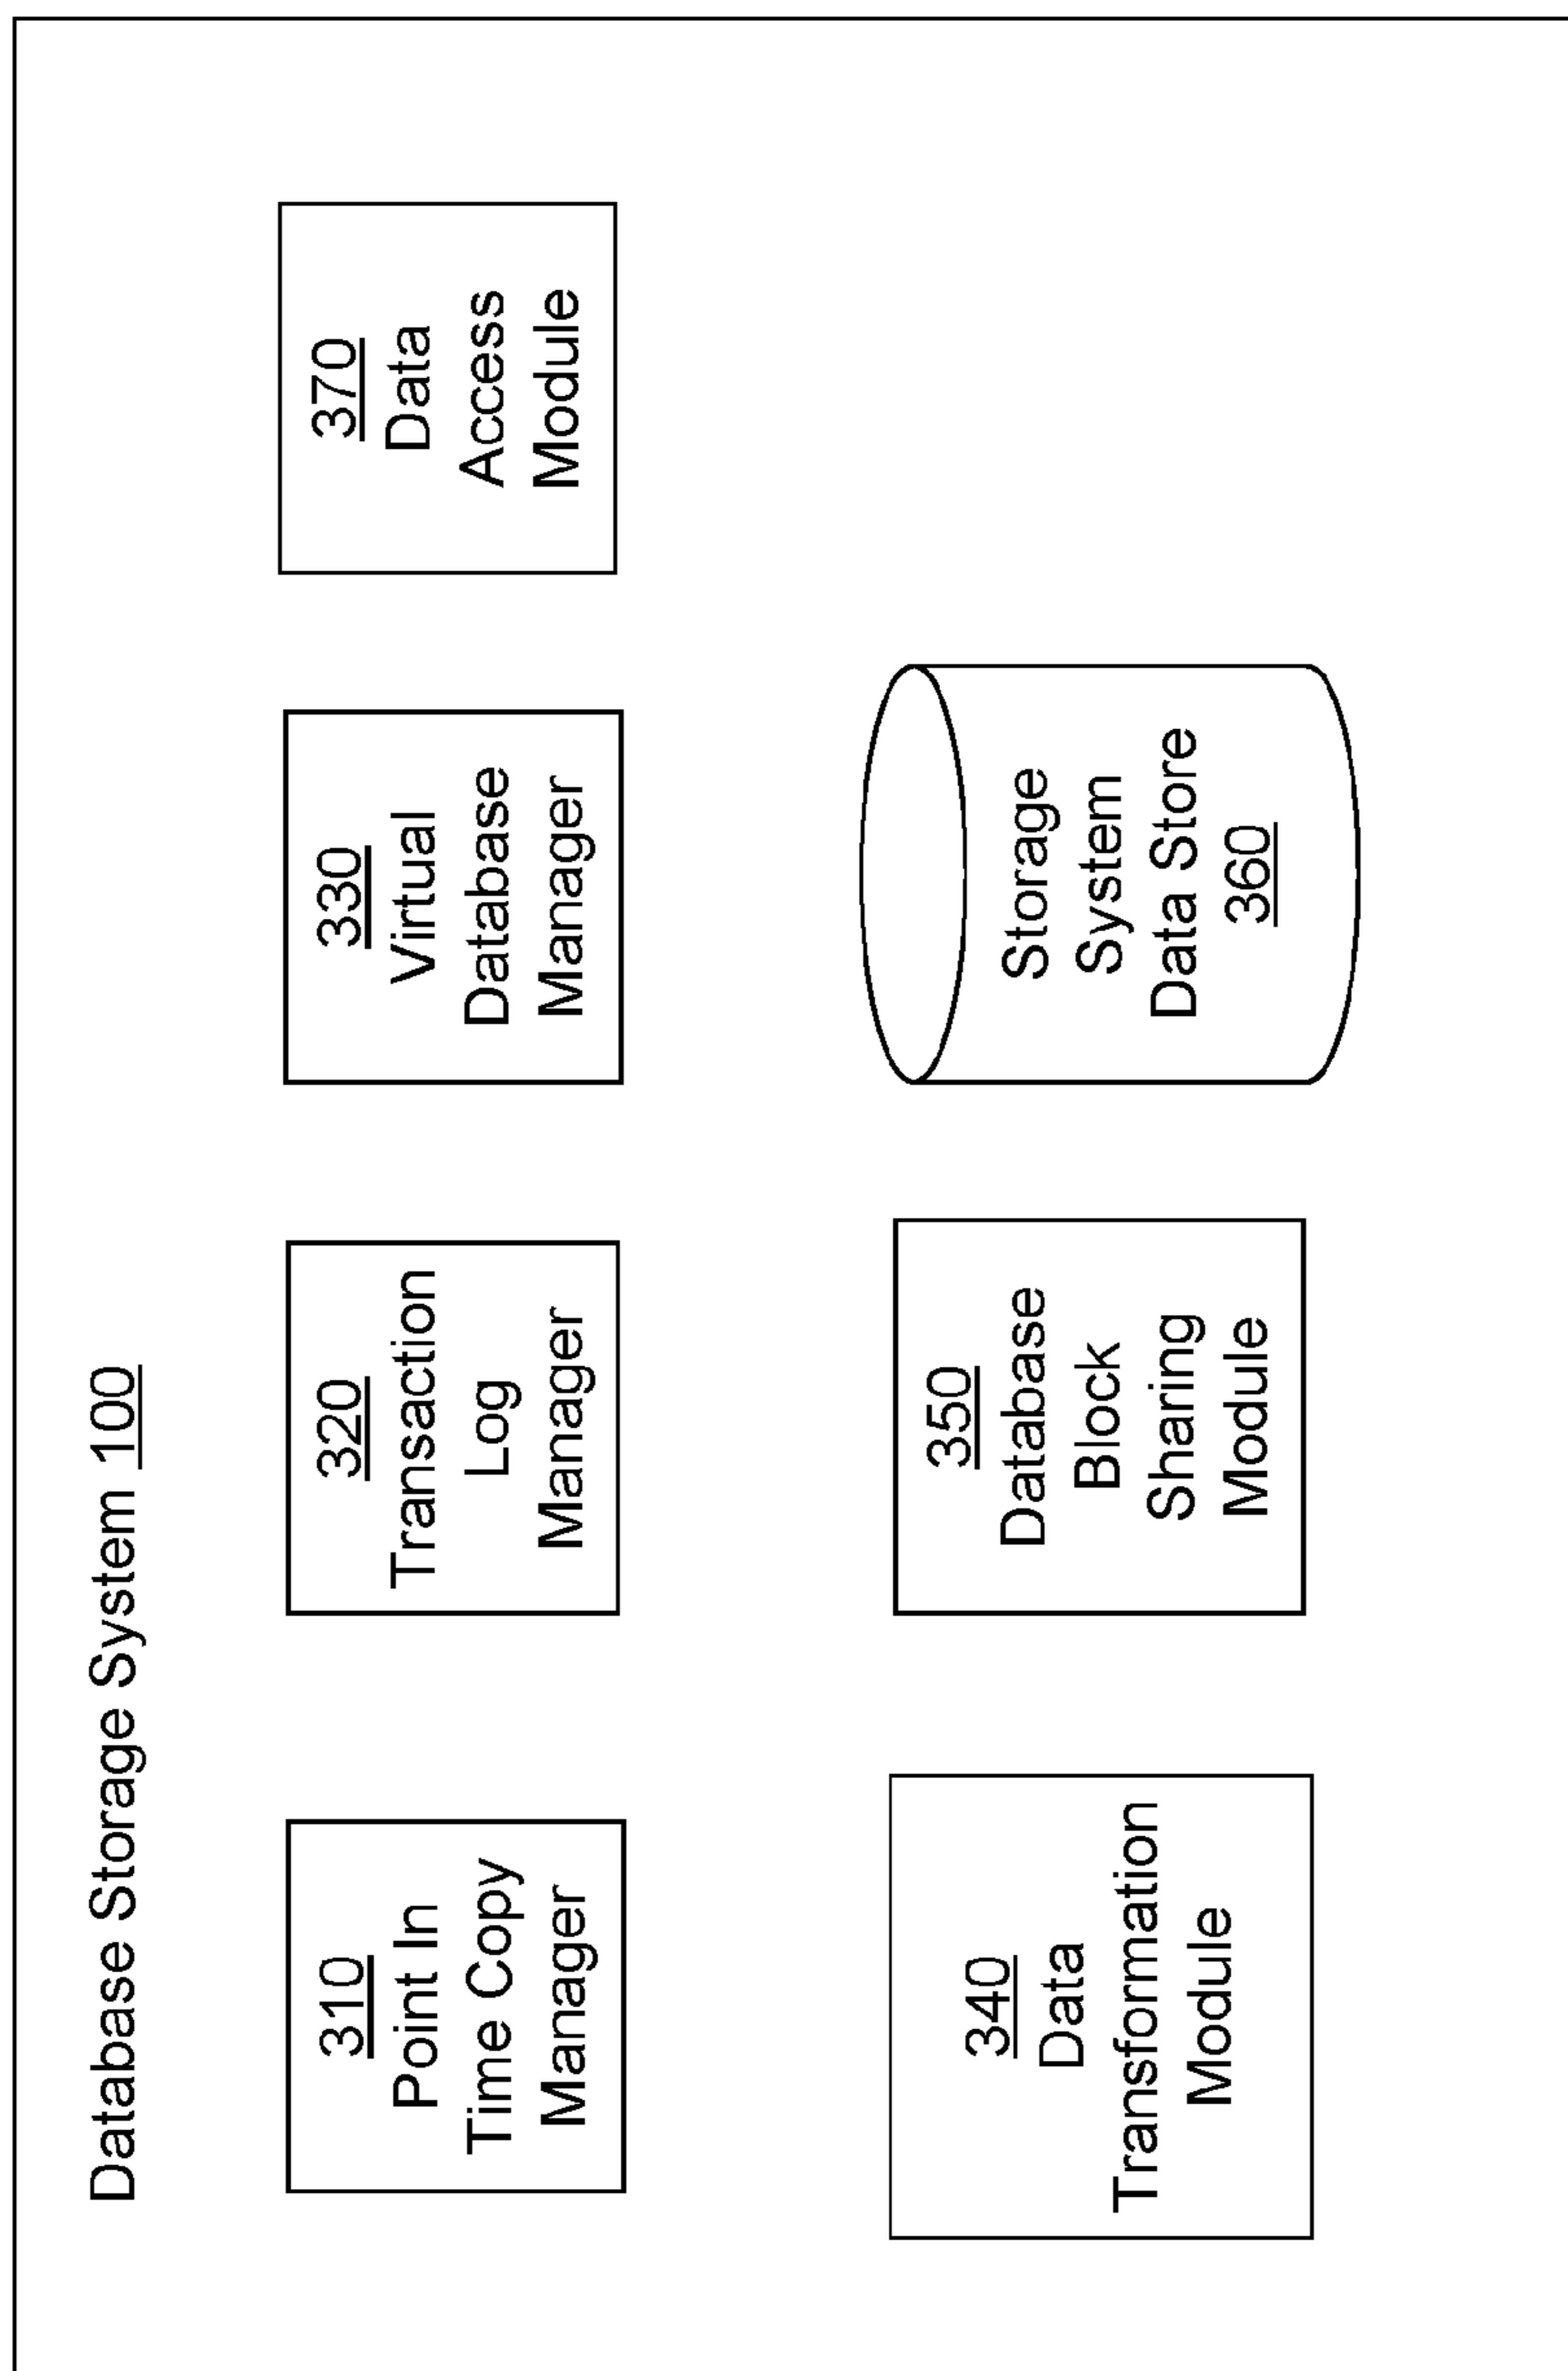 Database Storage System 100
310
Point In
Time Copy
Manager
320
Transaction
Log
Manager
330
Virtual
Database
Manager
370
Data
Access
Module
340
Data
Transformation
Module
350
Database
Block
Sharing
Module
Storage
System
Data Store
360